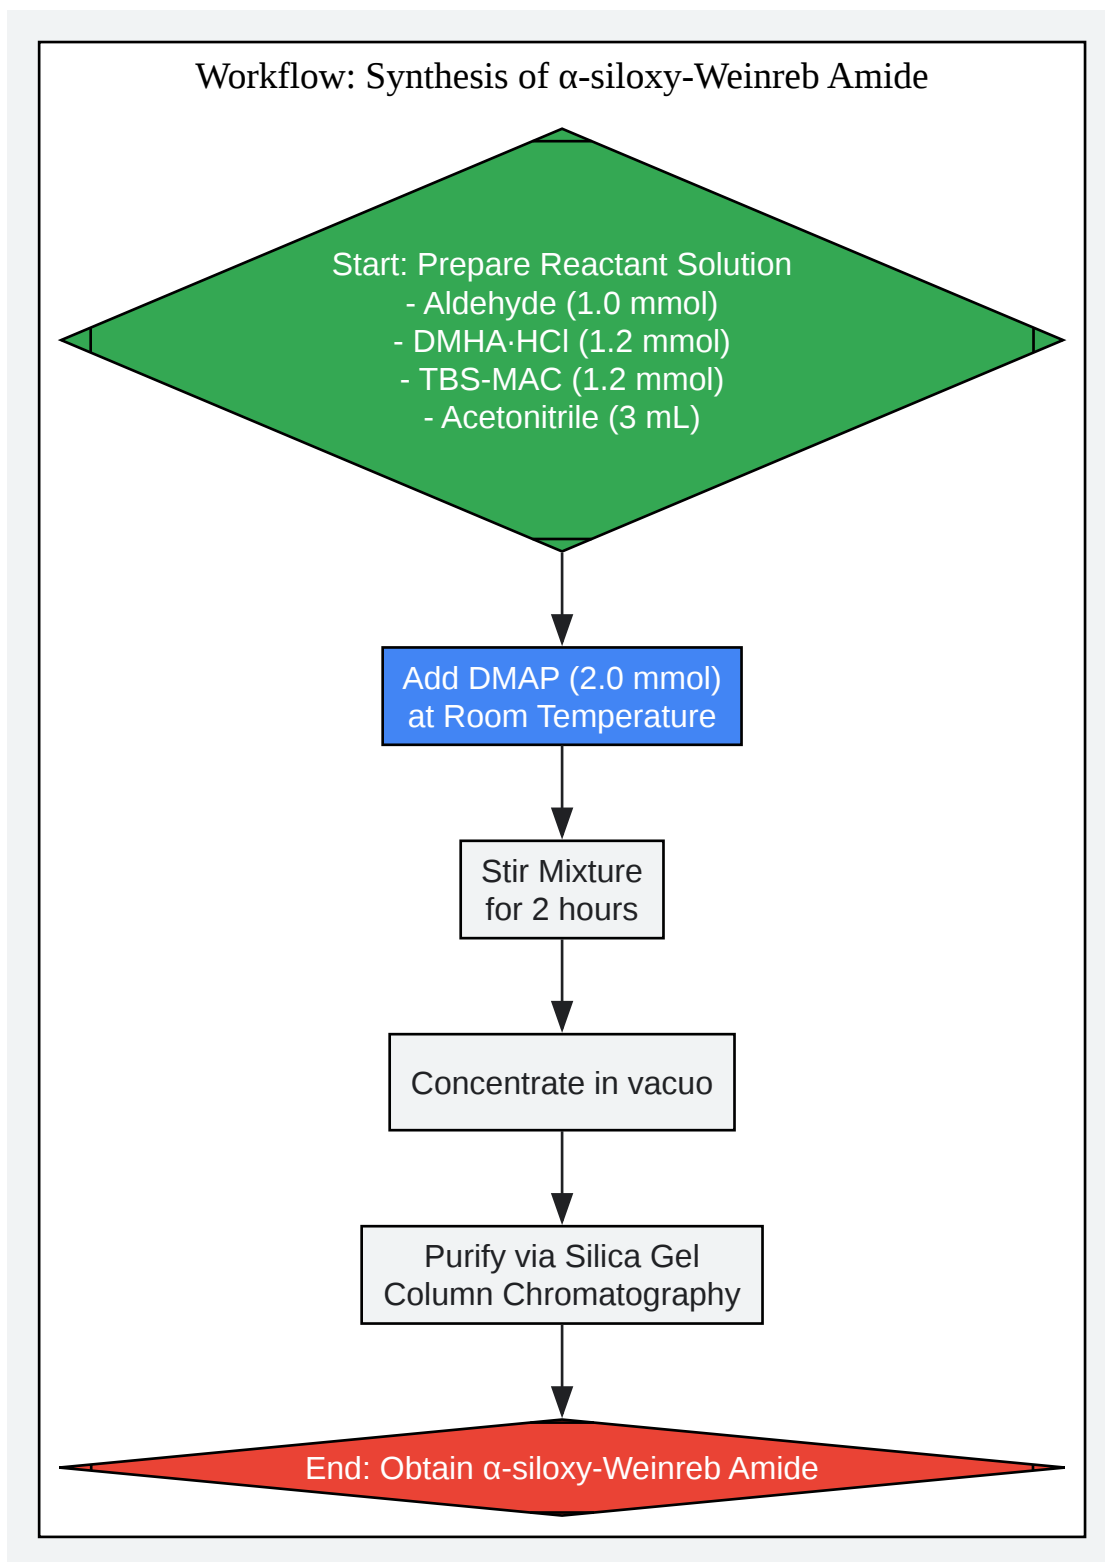 Workflow: Synthesis of α-siloxy-Weinreb Amide
Start: Prepare Reactant Solution
- Aldehyde (1.0 mmol)
- DMHA·HCl (1.2 mmol)
- TBS-MAC (1.2 mmol)
- Acetonitrile (3 mL)
Add DMAP (2.0 mmol)
at Room Temperature
Stir Mixture
for 2 hours
Concentrate in vacuo
Purify via Silica Gel
Column Chromatography
End: Obtain α-siloxy-Weinreb Amide